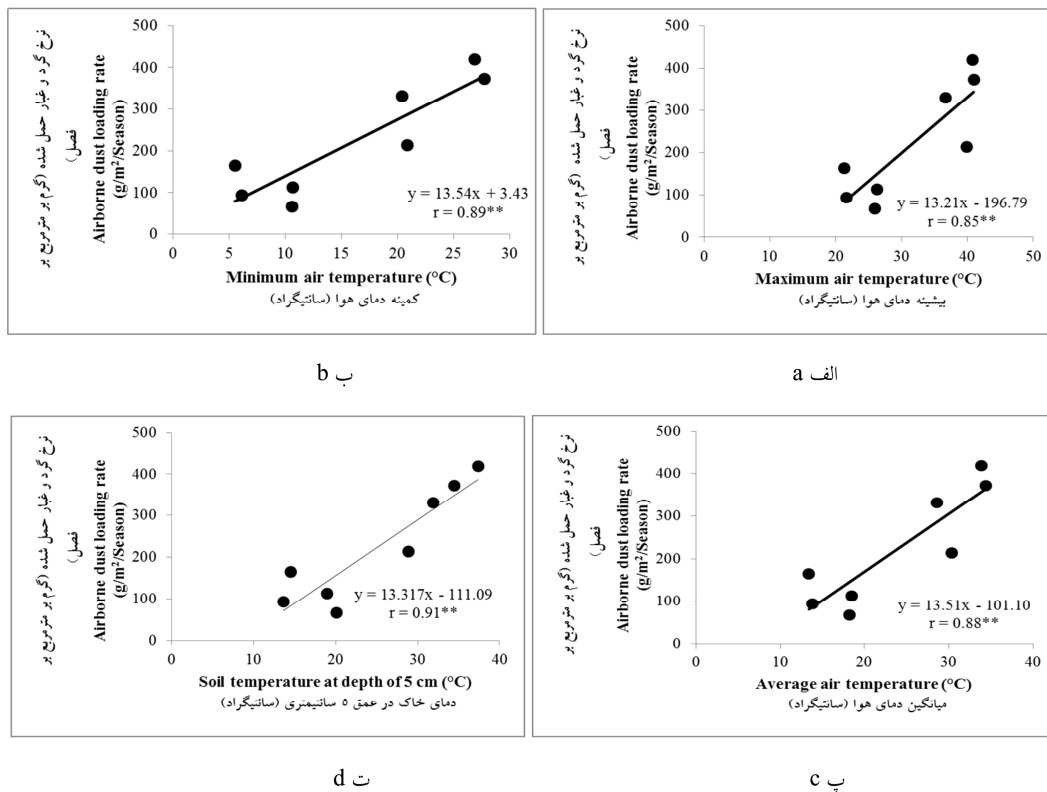 نرخ گرد و غبار حمل شده (گرم بر مترمربع بر
فصل)
Airborne dust loading rate
(g/m²/Season)
500
400
300
200
100
0
y = 13.21x - 196.79
r = 0.85**
0 10 20 30 40 50
Maximum air temperature (°C)
بیشینه دمای هوا (سانتیگراد)
الف a
نرخ گرد و غبار حمل شده (گرم بر مترمربع بر
فصل)
Airborne dust loading rate
(g/m²/Season)
500
400
300
200
100
0
y = 13.54x + 3.43
r = 0.89**
0 5 10 15 20 25 30
Minimum air temperature (°C)
کمینه دمای هوا (سانتیگراد)
ب b
نرخ گرد و غبار حمل شده (گرم بر مترمربع بر
فصل)
Airborne dust loading rate
(g/m²/Season)
500
400
300
200
100
0
y = 13.51x - 101.10
r = 0.88**
0 10 20 30 40
Average air temperature (°C)
میانگین دمای هوا (سانتیگراد)
پ c
نرخ گرد و غبار حمل شده (گرم بر مترمربع بر
فصل)
Airborne dust loading rate
(g/m²/Season)
500
400
300
200
100
0
y = 13.317x - 111.09
r = 0.91**
0 10 20 30 40
Soil temperature at depth of 5 cm (°C)
دمای خاک در عمق ۵ سانتیمتری (سانتیگراد)
ت d